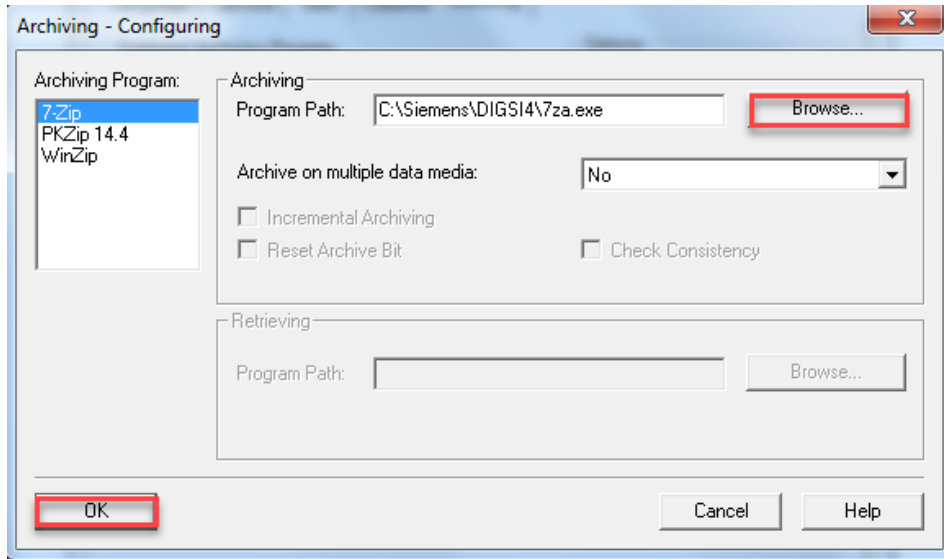 Archiving - Configuring
Archiving Program:
7-Zip
PKZip 14.4
WinZip
Archiving
Program Path: C:\Siemens\DIGSI4\7za.exe Browse...
Archive on multiple data media: No
Incremental Archiving
Reset Archive Bit Check Consistency
Retrieving
Program Path: Browse...
OK Cancel Help